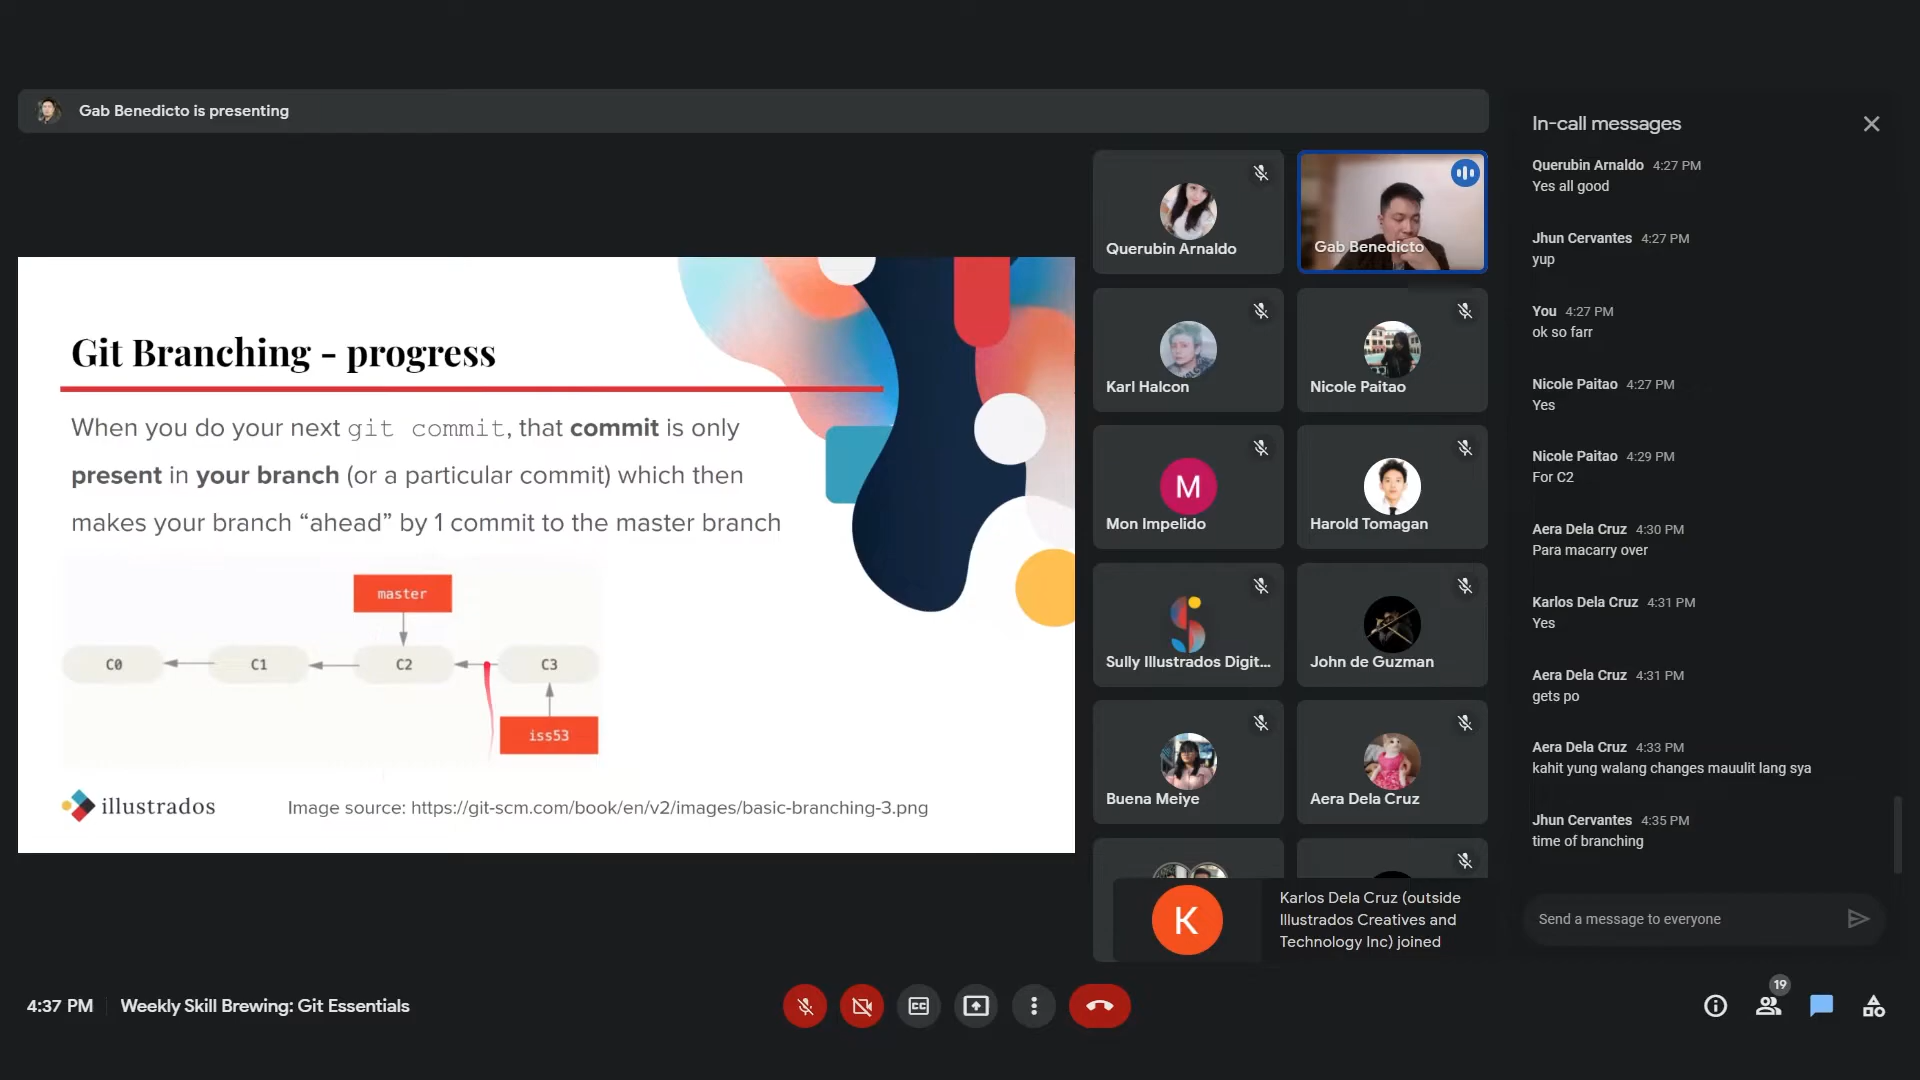 Gab Benedicto is presenting
Git Branching - progress
When you do your next git commit, that commit is only
present in your branch (or a particular commit) which then
makes your branch “ahead” by 1 commit to the master branch
master
C0
C1
C2
C3
iss53
illustrados
Image source: https://git-scm.com/book/en/v2/images/basic-branching-3.png
Querubin Arnaldo
Gab Benedicto
Karl Halcon
Nicole Paitao
M
Mon Impelido
Harold Tomagan
Sully Illustrados Digit...
John de Guzman
Buena Meiye
Aera Dela Cruz
K
Karlos Dela Cruz (outside
Illustrados Creatives and
Technology Inc) joined
In-call messages
Querubin Arnaldo 4:27 PM
Yes all good
Jhun Cervantes 4:27 PM
yup
You 4:27 PM
ok so farr
Nicole Paitao 4:27 PM
Yes
Nicole Paitao 4:29 PM
For C2
Aera Dela Cruz 4:30 PM
Para macarry over
Karlos Dela Cruz 4:31 PM
Yes
Aera Dela Cruz 4:31 PM
gets po
Aera Dela Cruz 4:33 PM
kahit yung walang changes mauulit lang sya
Jhun Cervantes 4:35 PM
time of branching
Send a message to everyone
4:37 PM
Weekly Skill Brewing: Git Essentials
CC
19